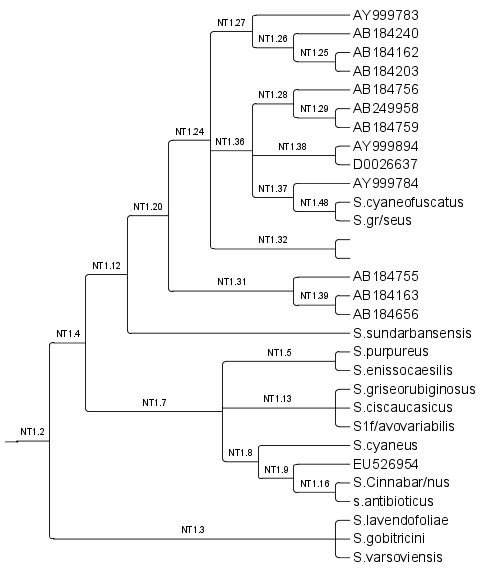 NT1.27 AY999783
NT1.26 AB184240
NT1.25 AB184162
AB184203
NT1.28 AB184756
NT1.29 AB249958
AB184759
NT1.24
NT1.36 NT1.38 AY999894
D0026637
NT1.37 AY999784
NT1.48 S.cyaneofuscatus
S.gr/seus
NT1.20
NT1.32
NT1.12
NT1.31 AB184755
NT1.39 AB184163
AB184656
NT1.4 S.sundarbansensis
NT1.5 S.purpureus
S.enissocaesilis
S.griseorubiginosus
NT1.7 NT1.13 S.ciscaucasicus
S1f/avovariabilis
NT1.2 S.cyaneus
NT1.8
NT1.9 EU526954
NT1.16 S.Cinnabar/nus
s.antibioticus
S.lavendofoliae
NT1.3 S.gobitricini
S.varsoviensis